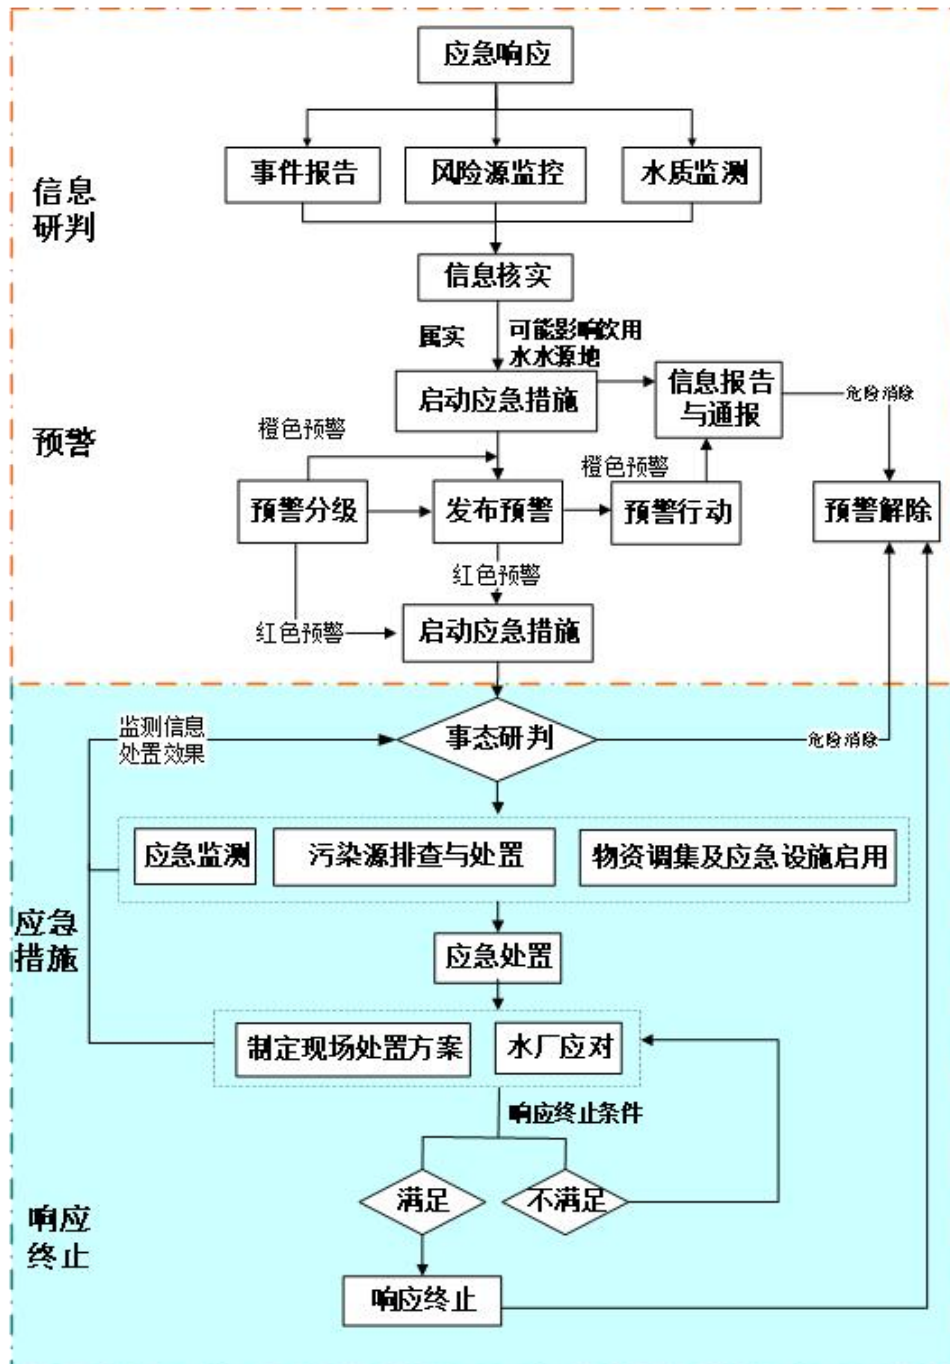 应急响应
事件报告
风险源监控
水质监测
信息
研判
信息核实
属实
可能影响饮用
水水源地
启动应急措施
信息报告
与通报
危险消除
预警
橙色预警
橙色预警
预警分级
发布预警
预警行动
预警解除
红色预警
红色预警
启动应急措施
监测信息
处置效果
事态研判
危险消除
应急监测
污染源排查与处置
物资调集及应急设施启用
应急
措施
应急处置
制定现场处置方案
水厂应对
响应终止条件
满足
不满足
响应
终止
响应终止